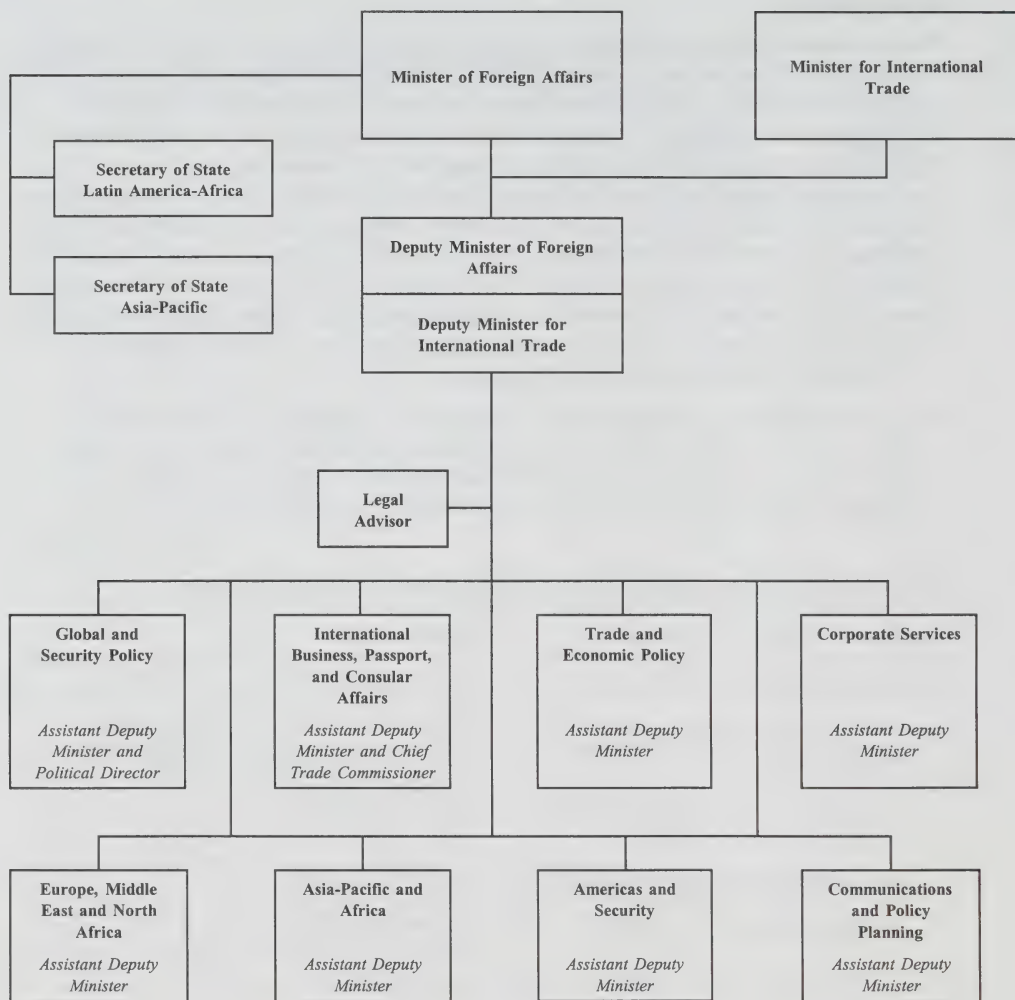 Minister of Foreign Affairs
Minister for International
Trade
Secretary of State
Latin America-Africa
Deputy Minister of Foreign
Affairs
Secretary of State
Asia-Pacific
Deputy Minister for
International Trade
Legal
Advisor
Global and
Security Policy
Assistant Deputy
Minister and
Political Director
International
Business, Passport,
and Consular
Affairs
Assistant Deputy
Minister and Chief
Trade Commissioner
Trade and
Economic Policy
Assistant Deputy
Minister
Corporate Services
Assistant Deputy
Minister
Europe, Middle
East and North
Africa
Assistant Deputy
Minister
Asia-Pacific and
Africa
Assistant Deputy
Minister
Americas and
Security
Assistant Deputy
Minister
Communications
and Policy
Planning
Assistant Deputy
Minister